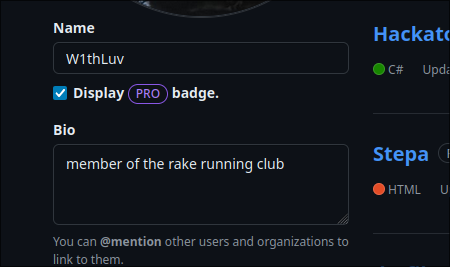 Name
W1thLuv
Display PRO badge.
Bio
member of the rake running club
You can @mention other users and organizations to
link to them.
C#
Stepa
HTML